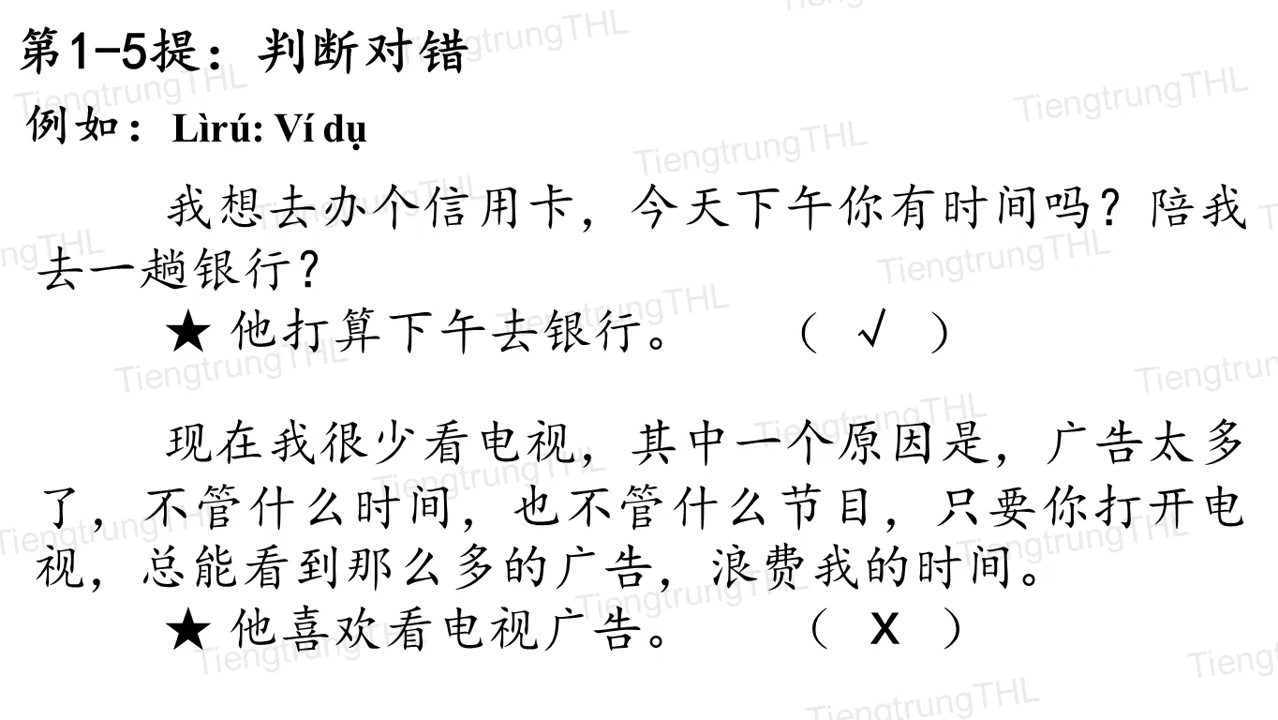 第1-5提：判断对错
例如：Lìrú: Ví dụ
我想去办个信用卡，今天下午你有时间吗？陪我
去一趟银行？
★ 他打算下午去银行。 （ √ ）
现在我很少看电视，其中一个原因是，广告太多
了，不管什么时间，也不管什么节目，只要你打开电
视，总能看到那么多的广告，浪费我的时间。
★ 他喜欢看电视广告。 （ X ）
TiengtrungTHL